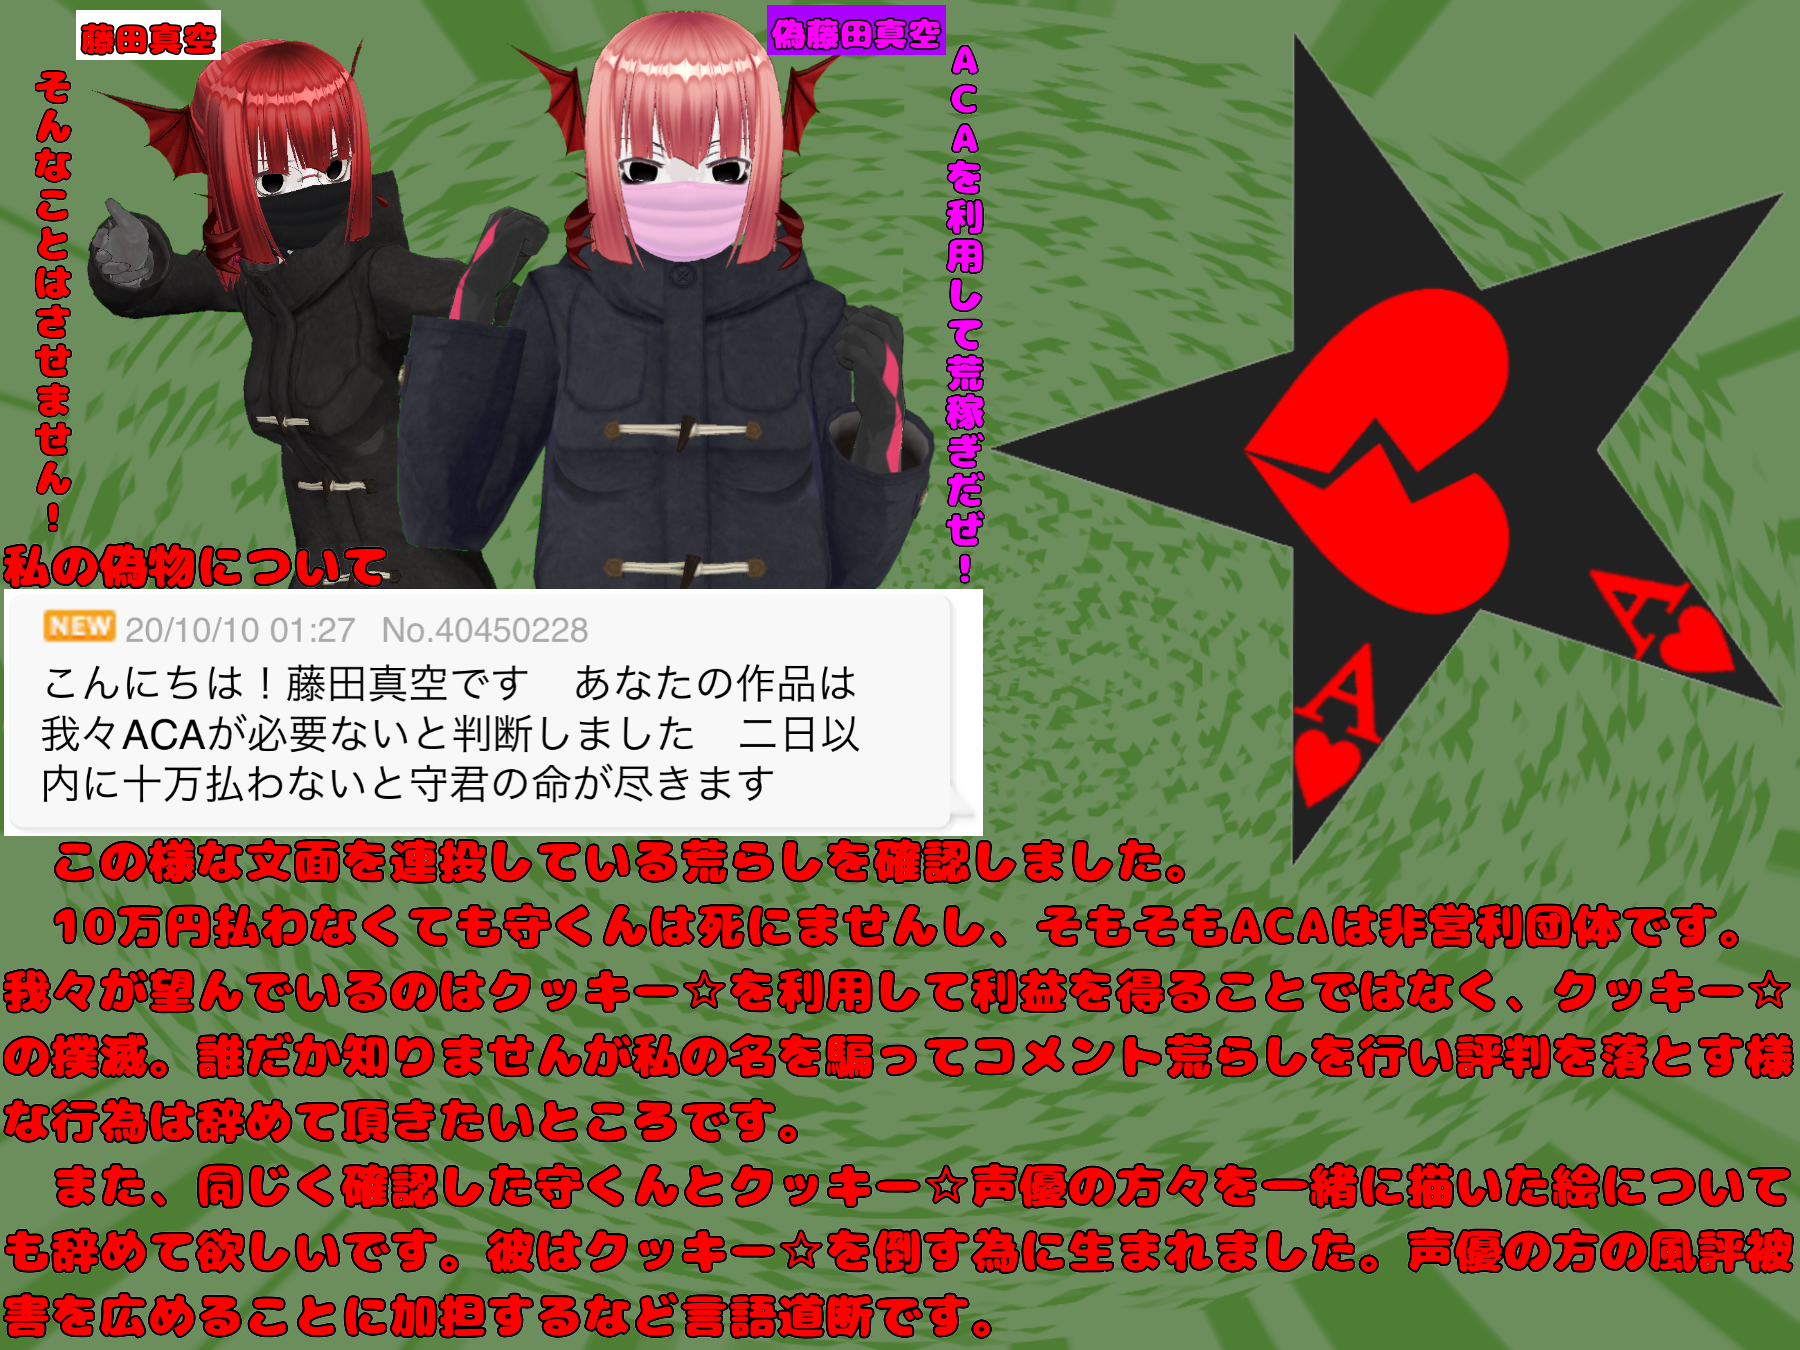 藤田真空
そんなことはさせません！
偽藤田真空
ACAを利用して荒稼ぎだぜ！
私の偽物について
NEW 20/10/10 01:27 No.40450228
こんにちは！藤田真空です　あなたの作品は
我々ACAが必要ないと判断しました　二日以
内に十万払わないと守君の命が尽きます
A
A
この様な文面を連投している荒らしを確認しました。
10万円払わなくても守くんは死にませんし、そもそもACAは非営利団体です。
我々が望んでいるのはクッキー☆を利用して利益を得ることではなく、クッキー☆
の撲滅。誰だか知りませんが私の名を騙ってコメント荒らしを行い評判を落とす様
な行為は辞めて頂きたいところです。
また、同じく確認した守くんとクッキー☆声優の方々を一緒に描いた絵について
も辞めて欲しいです。彼はクッキー☆を倒す為に生まれました。声優の方の風評被
害を広めることに加担するなど言語道断です。